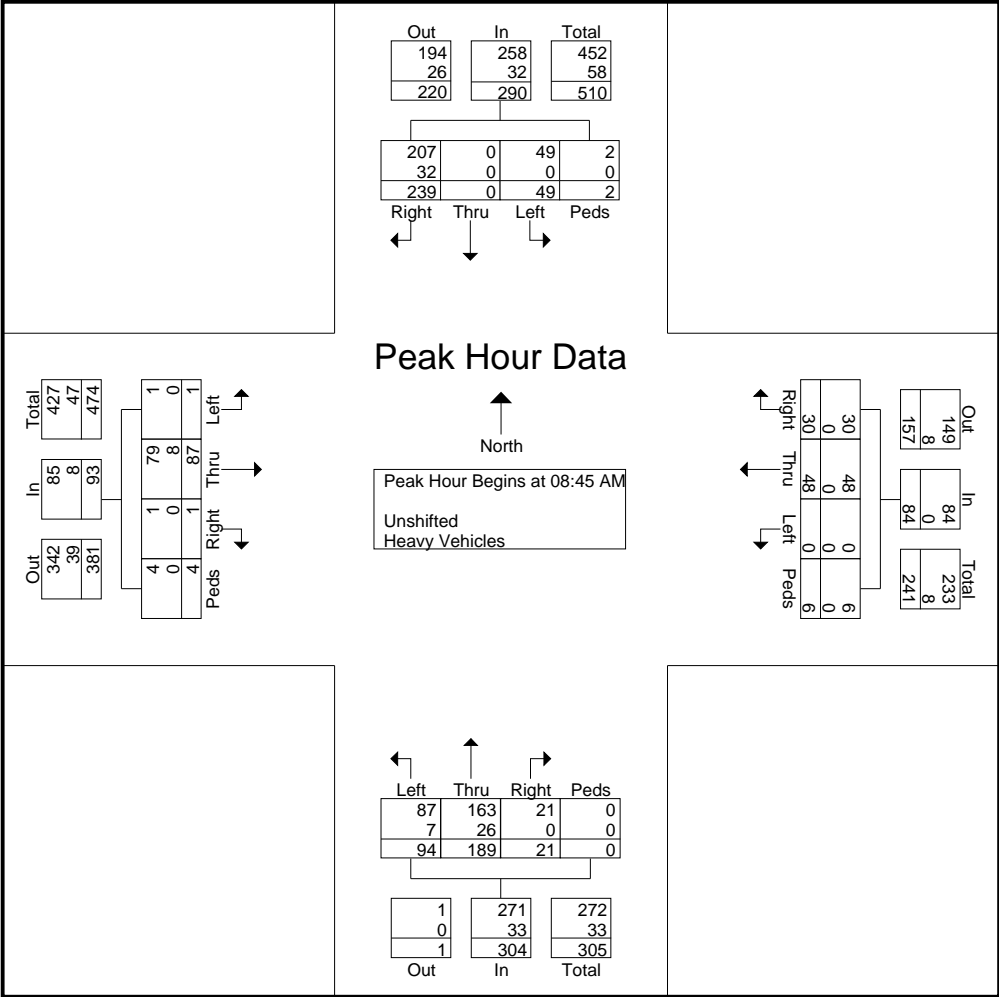 Out In Total
194 258 452
26 32 58
220 290 510
207 0 49 2
32 0 0 0
239 0 49 2
Right Thru Left Peds
Peak Hour Data
North
Peak Hour Begins at 08:45 AM
Unshifted
Heavy Vehicles
Left Thru Right Peds
1 87 1 4
0 8 0 0
1 79 1 4
Total In Out
474 93 381
47 8 39
427 85 342
Right Thru Left Peds
30 48 0 6
0 0 0 0
30 48 0 6
Out In Total
149 84 233
8 0 8
157 84 241
Left Thru Right Peds
87 163 21 0
7 26 0 0
94 189 21 0
1 271 272
0 33 33
1 304 305
Out In Total